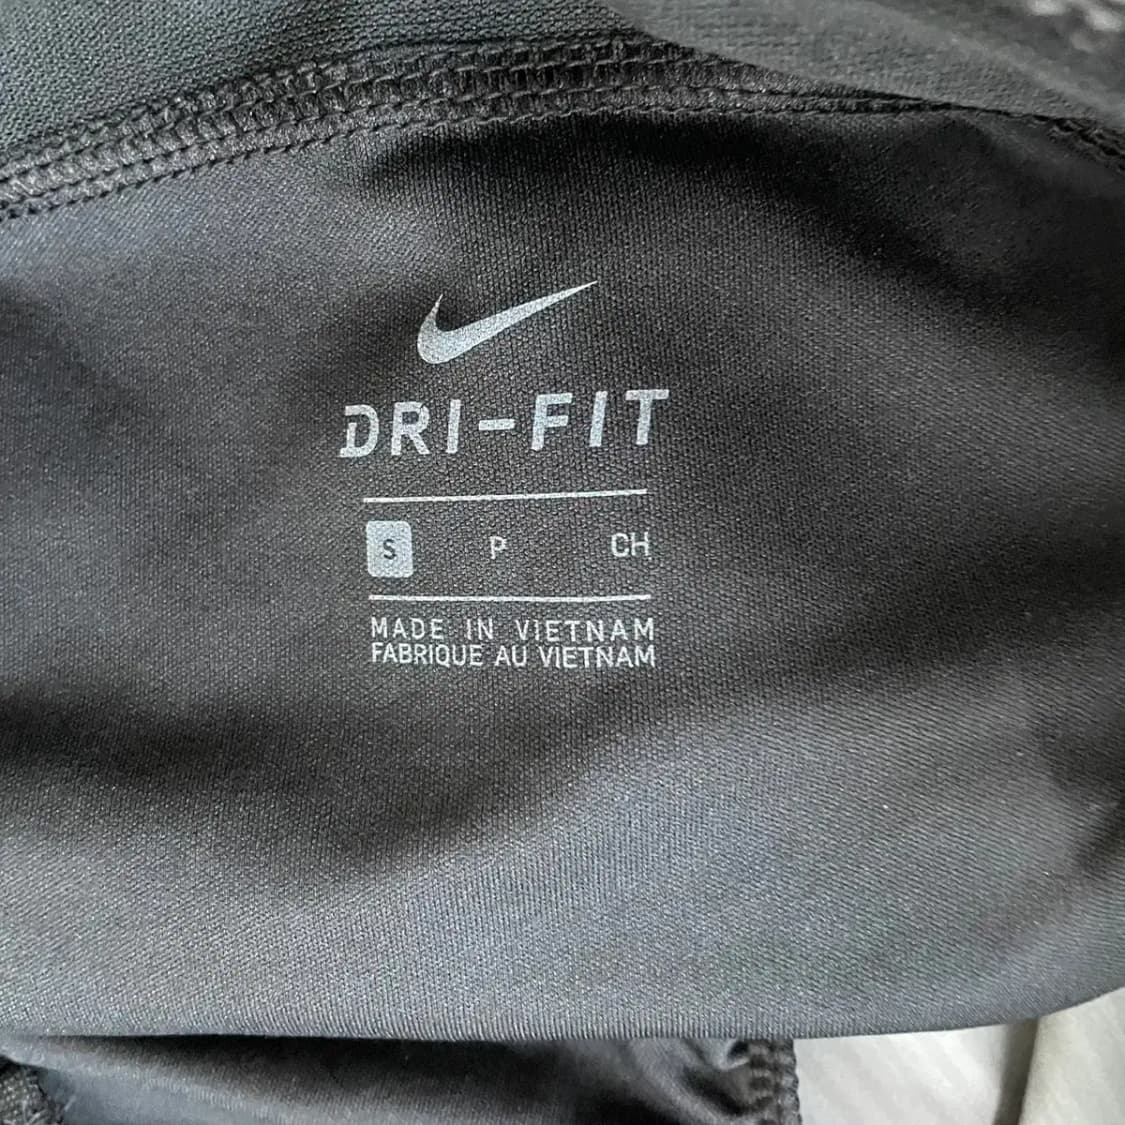 DRI-FIT
S P CH
MADE IN VIETNAM
FABRIQUE AU VIETNAM